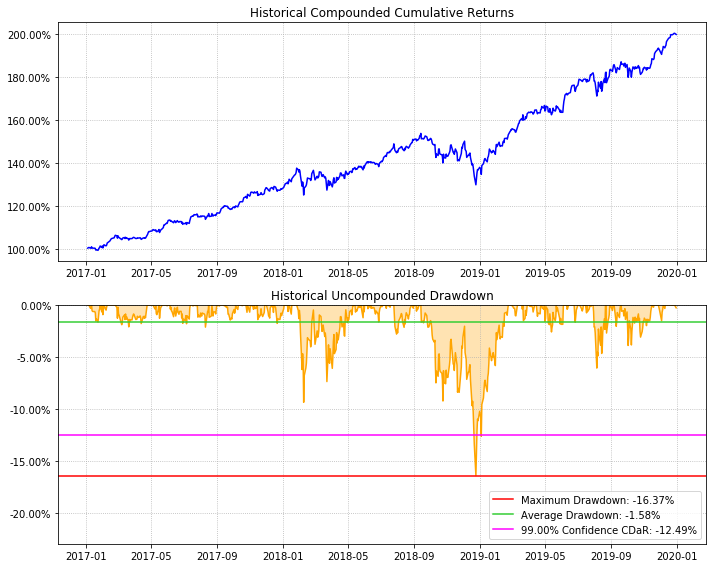 Historical Compounded Cumulative Returns
200.00%
180.00%
160.00%
140.00%
120.00%
100.00%
2017-01 2017-05 2017-09 2018-01 2018-05 2018-09 2019-01 2019-05 2019-09 2020-01
Historical Uncompounded Drawdown
0.00%
-5.00%
-10.00%
-15.00%
-20.00%
Maximum Drawdown: -16.37%
Average Drawdown: -1.58%
99.00% Confidence CDaR: -12.49%
2017-01 2017-05 2017-09 2018-01 2018-05 2018-09 2019-01 2019-05 2019-09 2020-01